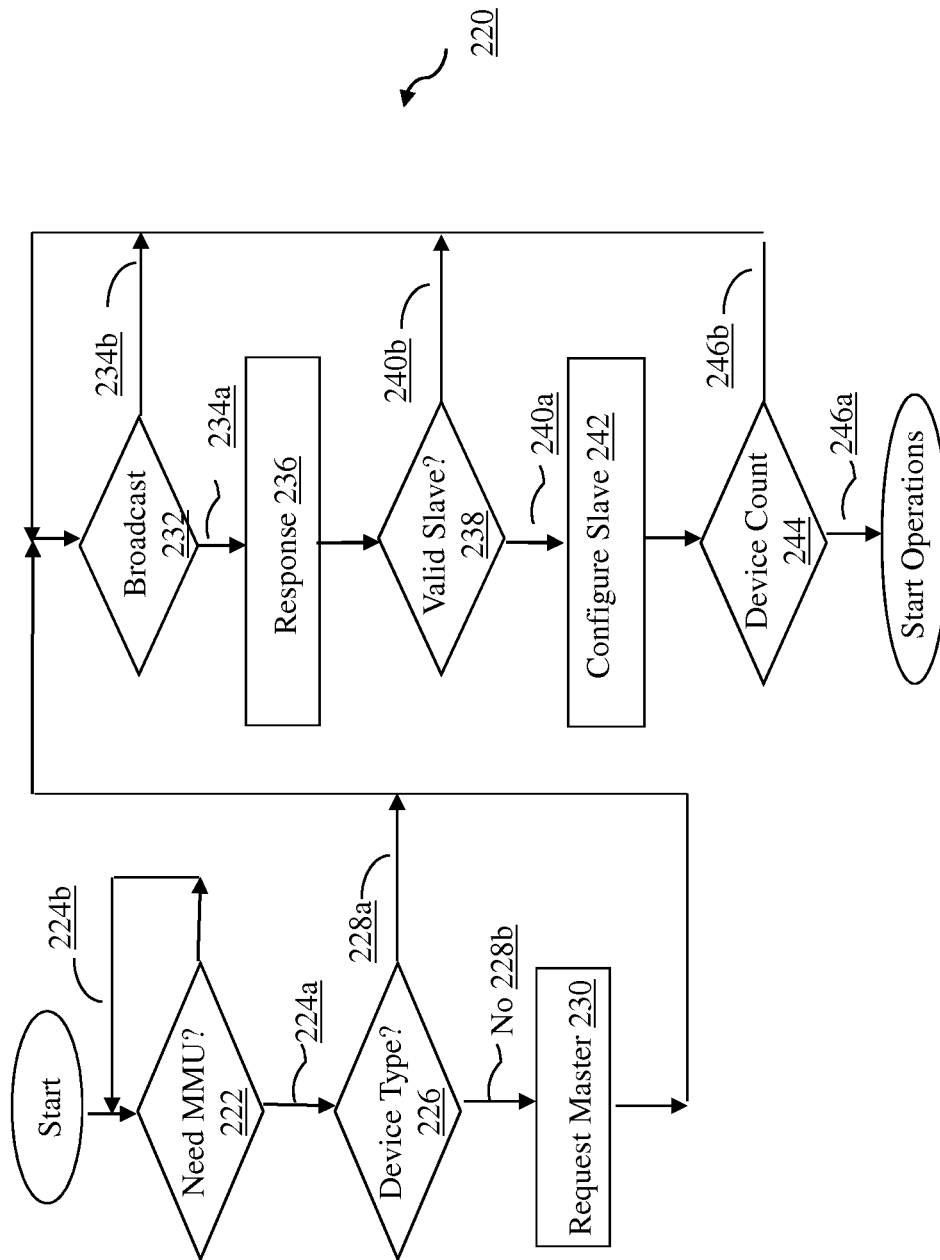 Start
224b
Need MMU?
222
224a
Device Type?
226
228a
No 228b
Request Master 230
Broadcast
232
234b
234a
Response 236
Valid Slave?
238
240b
240a
Configure Slave 242
Device Count
244
246b
246a
Start Operations
220